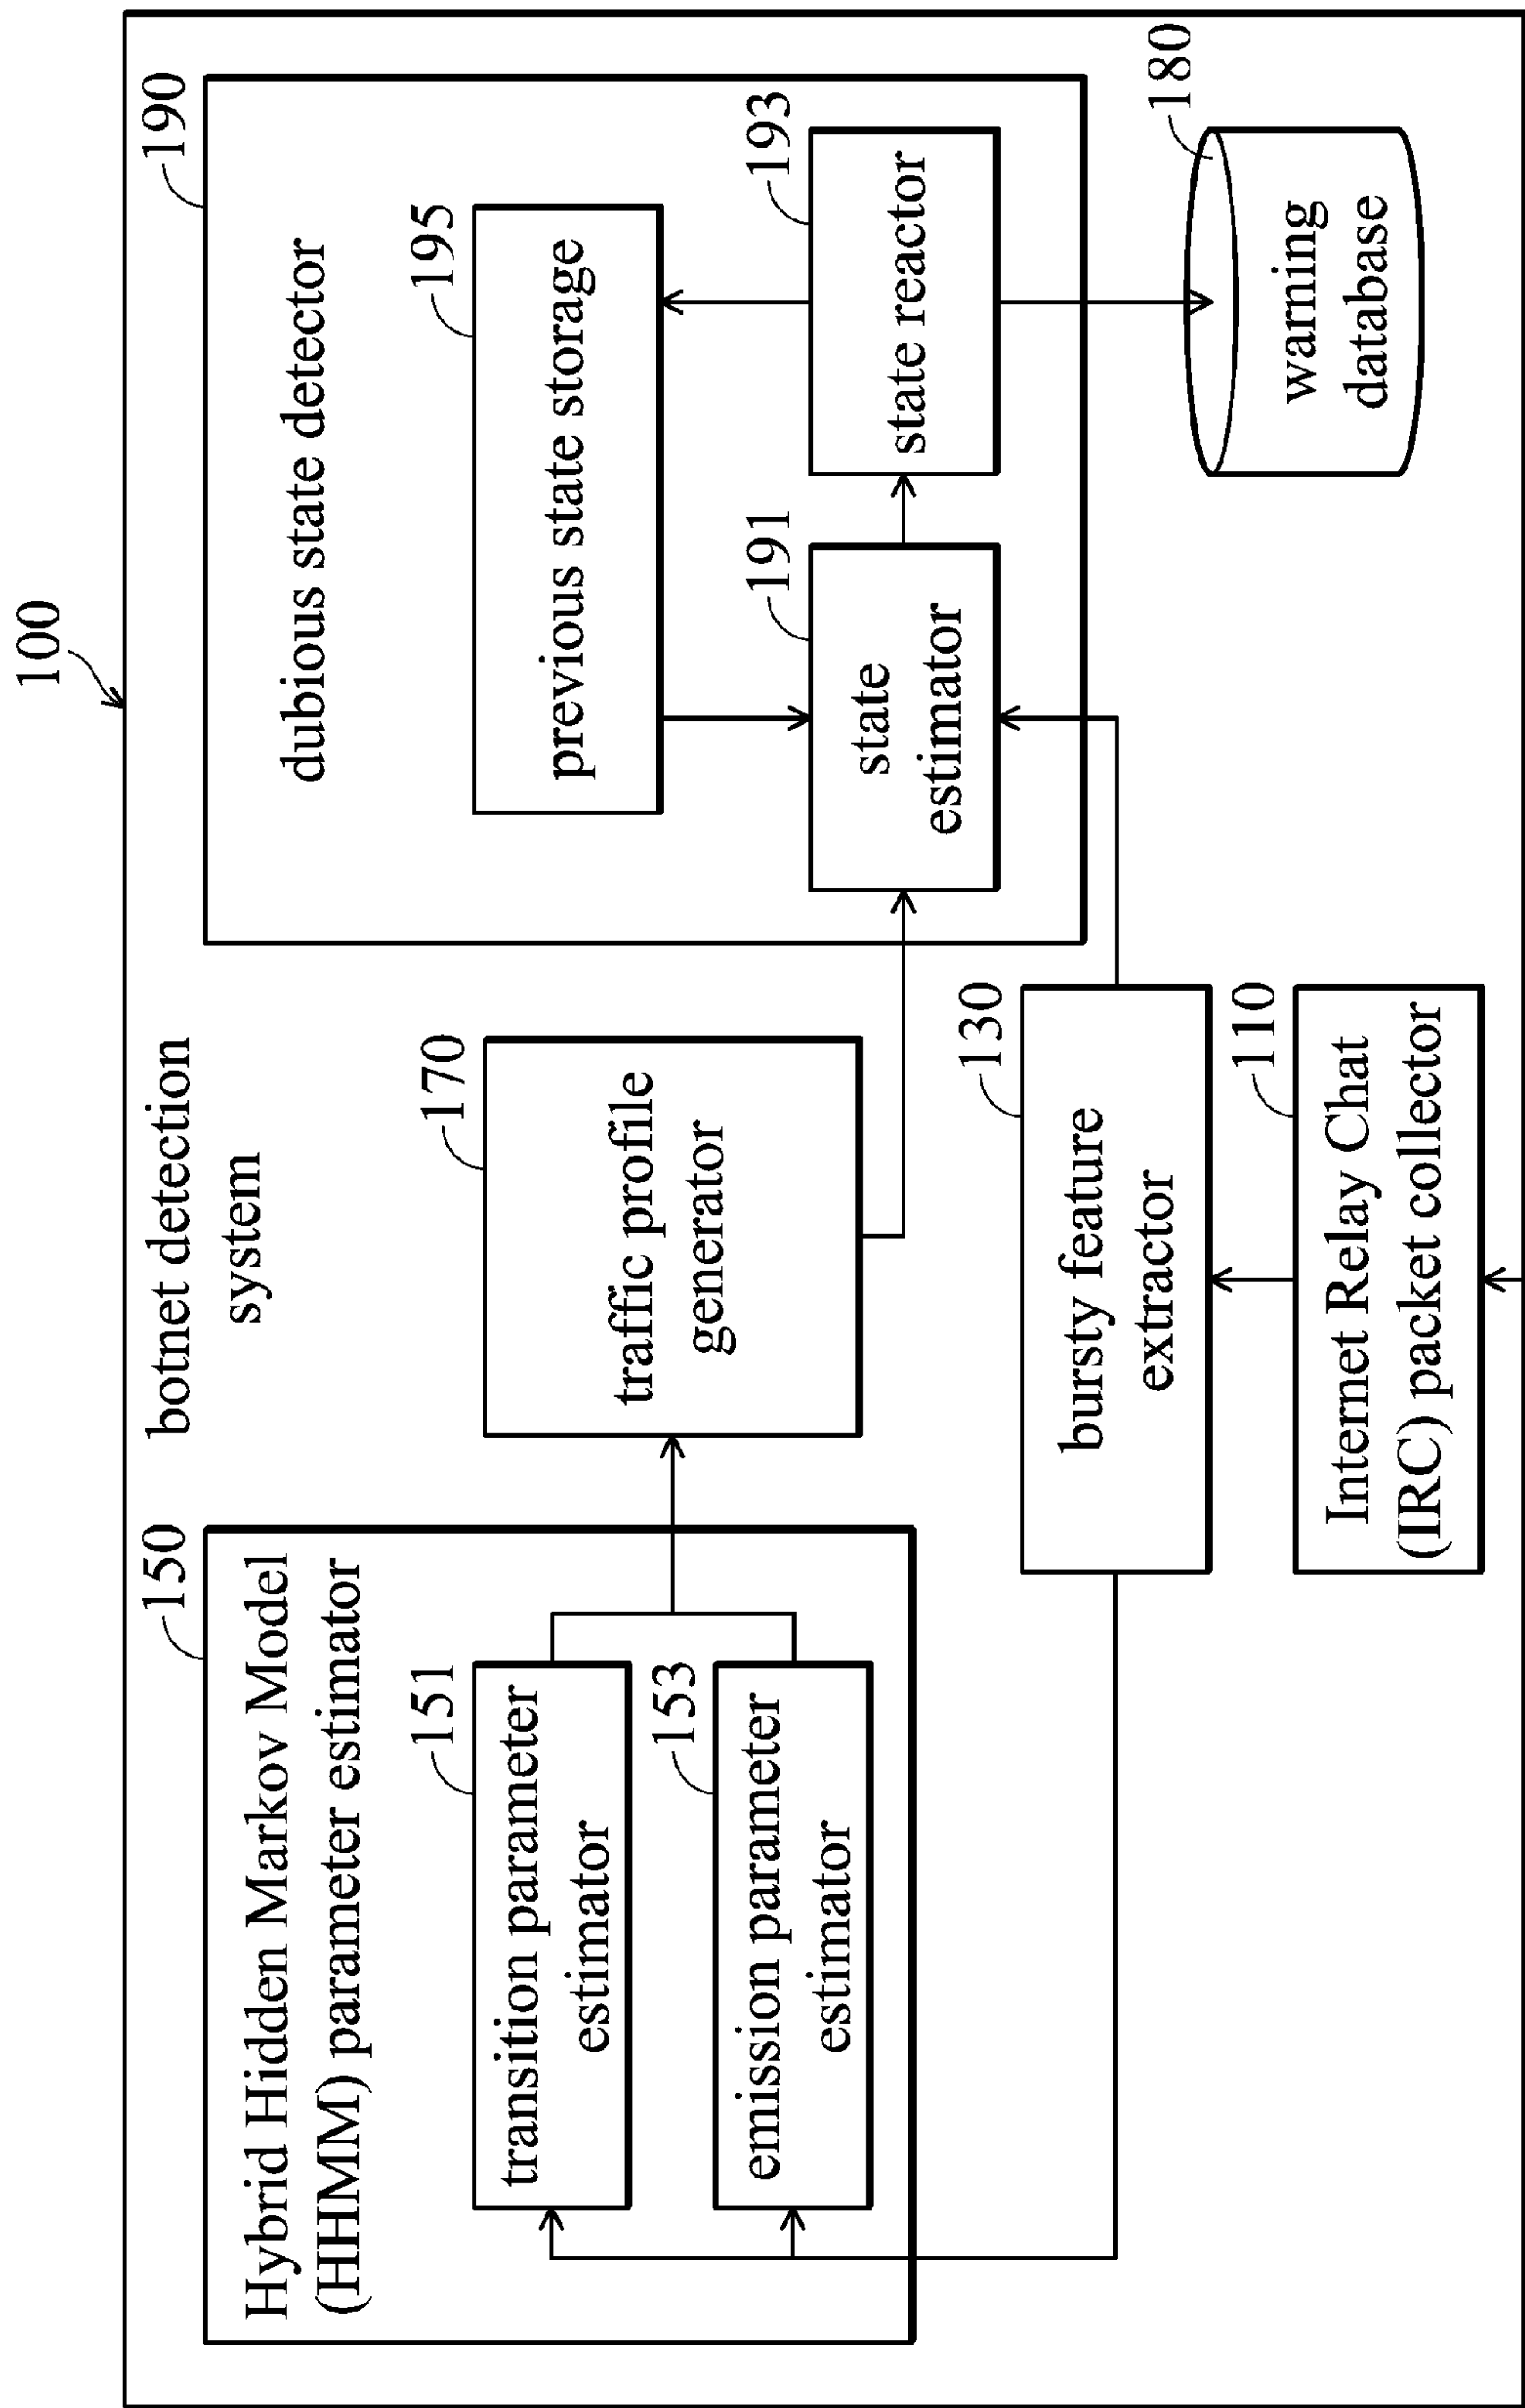 100
botnet detection
system
150
Hybrid Hidden Markov Model
(HHMM) parameter estimator
151
transition parameter
estimator
153
emission parameter
estimator
170
traffic profile
generator
190
dubious state detector
195
previous state storage
191
state
estimator
193
state reactor
130
bursty feature
extractor
110
Internet Relay Chat
(IRC) packet collector
180
warning
database